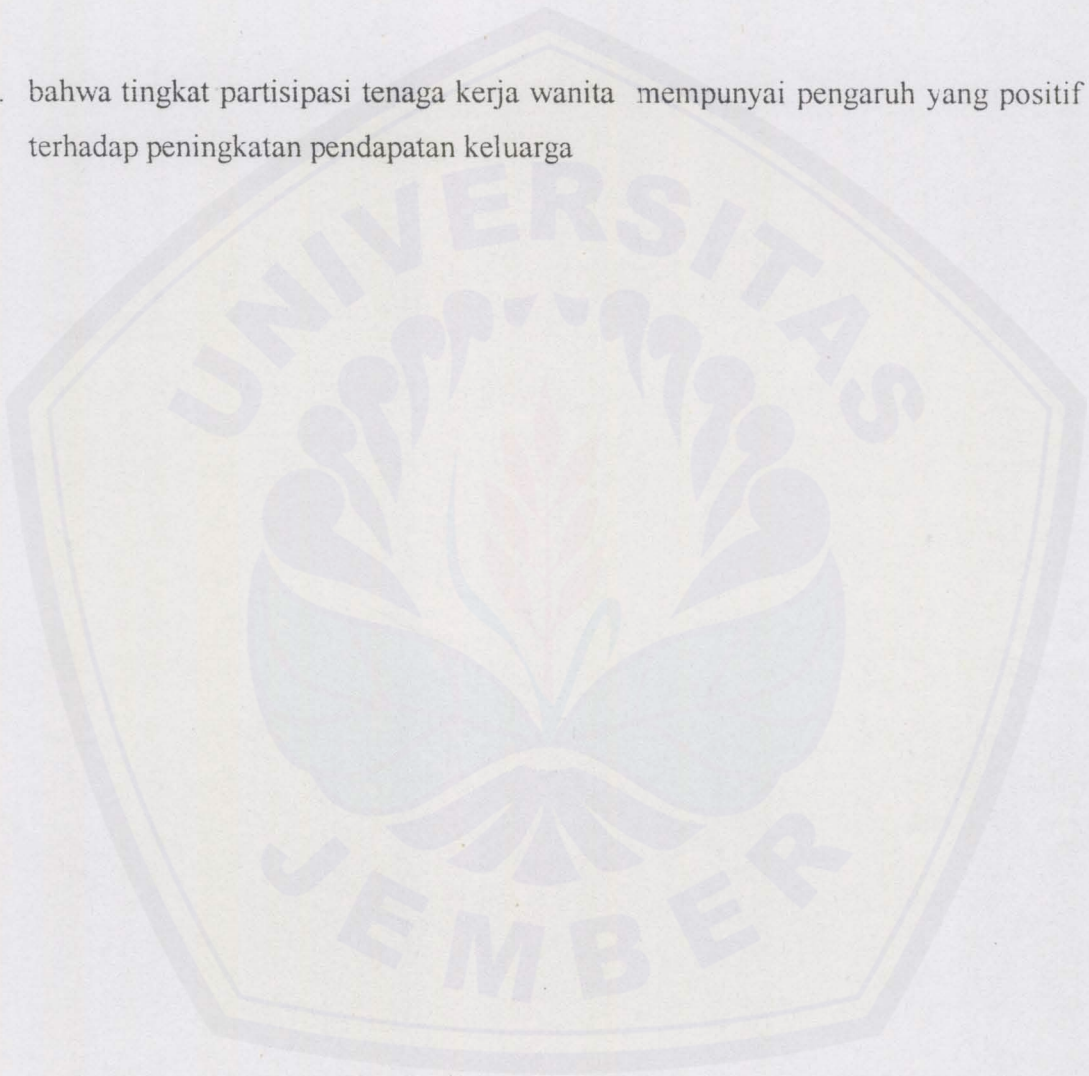 . bahwa tingkat partisipasi tenaga kerja wanita mempunyai pengaruh yang positif
terhadap peningkatan pendapatan keluarga
UNIVERSITAS
JEMBER